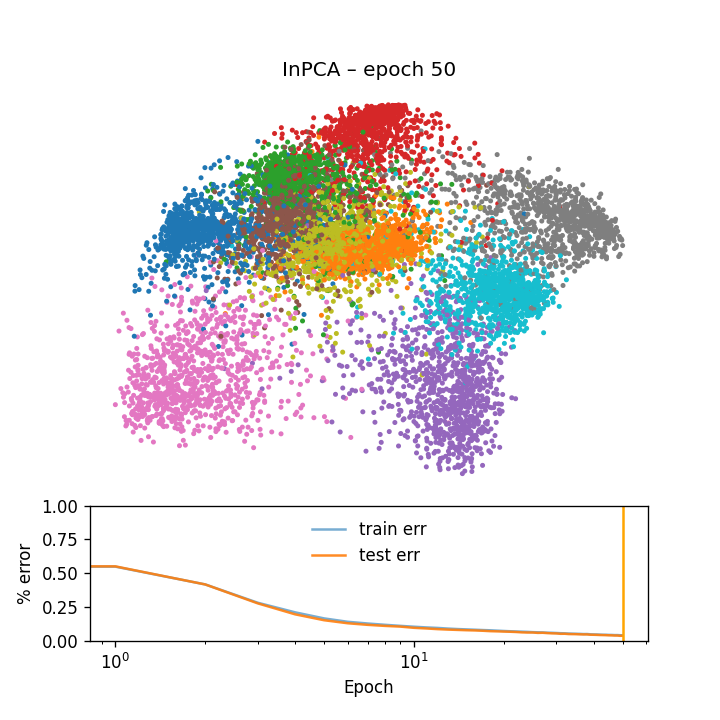 InPCA – epoch 50
1.00
0.75
0.50
0.25
0.00
% error
train err
test err
10⁰
10¹
Epoch